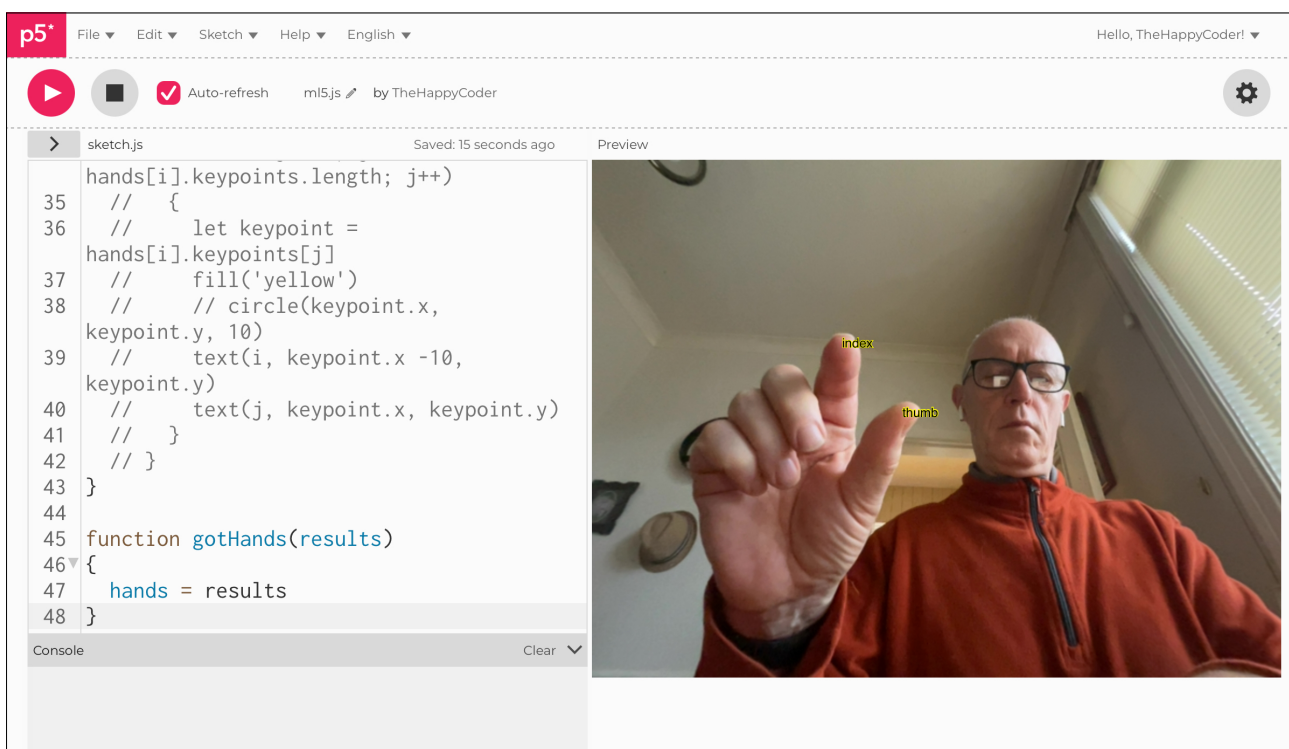 p5* File Edit Sketch Help English Hello, TheHappyCoder!
Auto-refresh ml5.js by TheHappyCoder
sketch.js Saved: 15 seconds ago Preview
hands[i].keypoints.length; j++)
35 //   {
36 //     let keypoint =
hands[i].keypoints[j]
37 //     fill('yellow')
38 //     // circle(keypoint.x,
keypoint.y, 10)
39 //     text(i, keypoint.x -10,
keypoint.y)
40 //     text(j, keypoint.x, keypoint.y)
41 //   }
42 // }
43 }
44
45 function gotHands(results)
46 {
47 hands = results
48 }
Console Clear
index
thumb